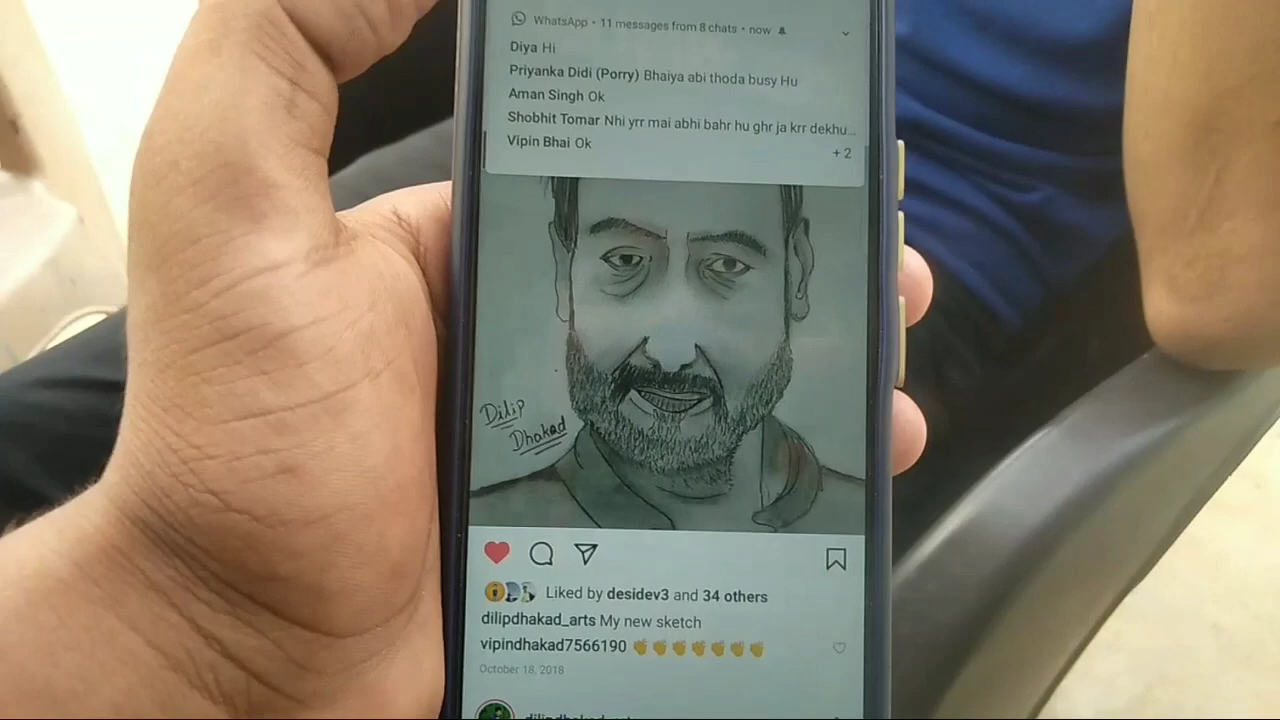 WhatsApp • 11 messages from 8 chats • now
Diya Hi
Priyanka Didi (Porry) Bhaiya abi thoda busy Hu
Aman Singh Ok
Shobhit Tomar Nhi yrr mai abhi bahr hu ghr ja krr dekhu...
Vipin Bhai Ok
+ 2
Dilip
Dhakad
Liked by desidev3 and 34 others
dilipdhakad_arts My new sketch
vipindhakad7566190 👏👏👏👏👏👏👏
October 18, 2018